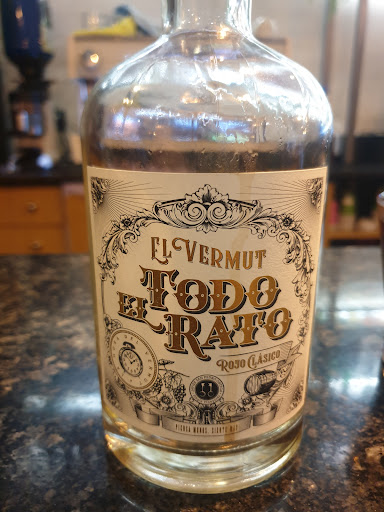 El Vermut
Todo
El Rato
Rojo Clásico